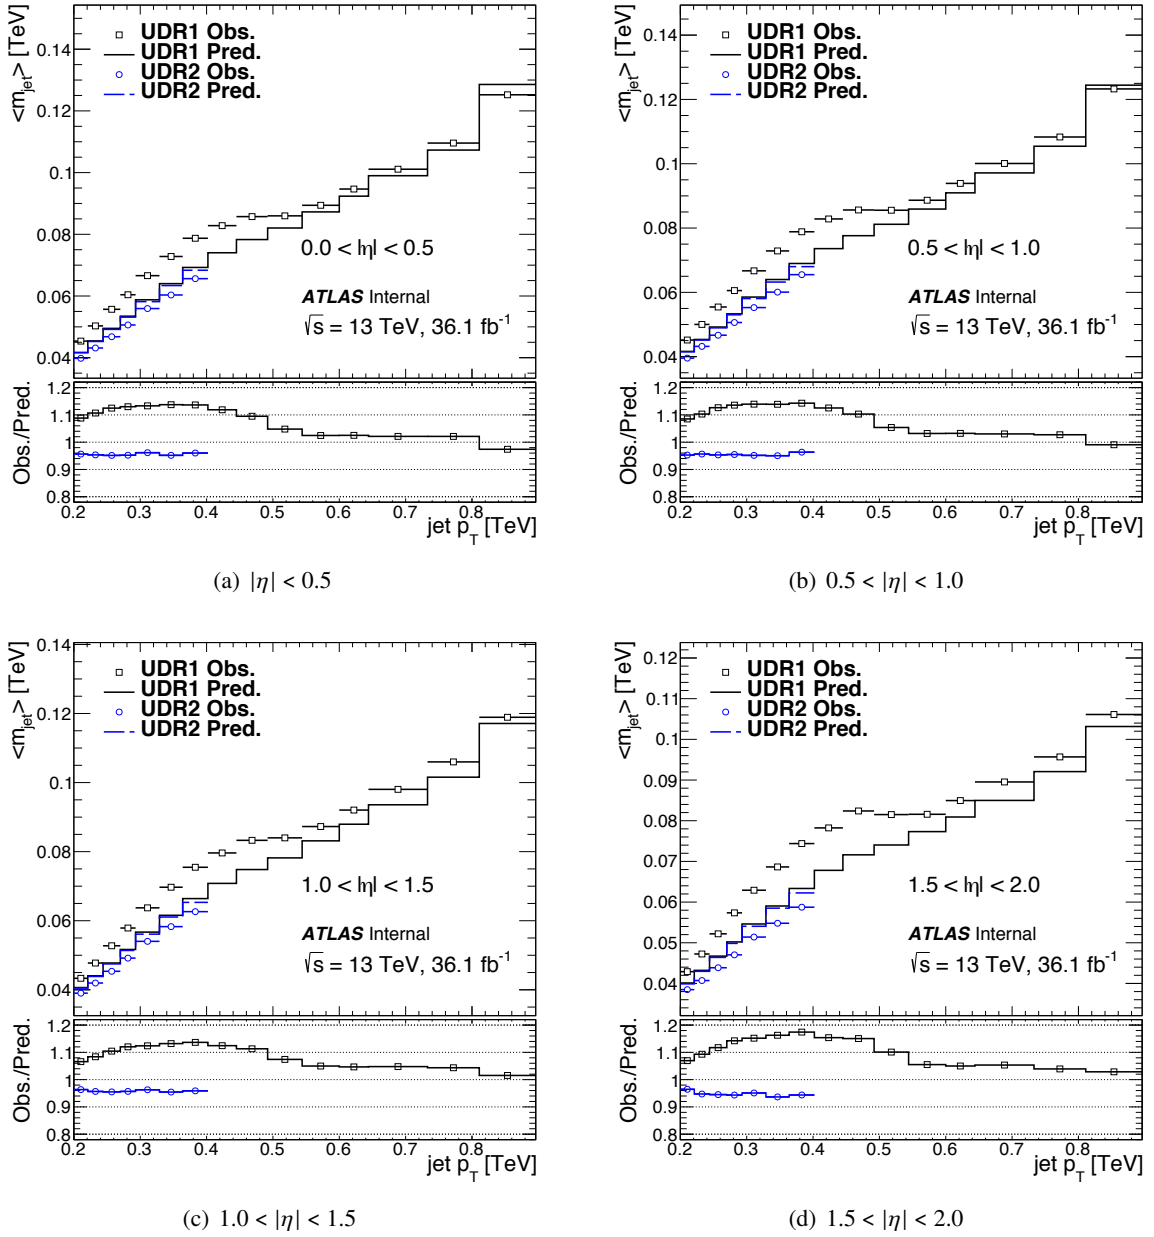 <m_jet> [TeV]
0.14
0.12
0.1
0.08
0.06
0.04
UDR1 Obs.
UDR1 Pred.
UDR2 Obs.
UDR2 Pred.
0.0 < |η| < 0.5
ATLAS Internal
√s = 13 TeV, 36.1 fb⁻¹
Obs./Pred.
1.2
1.1
1
0.9
0.8
0.2 0.3 0.4 0.5 0.6 0.7 0.8
jet p_T [TeV]
(a) |η| < 0.5
<m_jet> [TeV]
0.14
0.12
0.1
0.08
0.06
0.04
UDR1 Obs.
UDR1 Pred.
UDR2 Obs.
UDR2 Pred.
0.5 < |η| < 1.0
ATLAS Internal
√s = 13 TeV, 36.1 fb⁻¹
Obs./Pred.
1.2
1.1
1
0.9
0.8
0.2 0.3 0.4 0.5 0.6 0.7 0.8
jet p_T [TeV]
(b) 0.5 < |η| < 1.0
<m_jet> [TeV]
0.14
0.12
0.1
0.08
0.06
0.04
UDR1 Obs.
UDR1 Pred.
UDR2 Obs.
UDR2 Pred.
1.0 < |η| < 1.5
ATLAS Internal
√s = 13 TeV, 36.1 fb⁻¹
Obs./Pred.
1.2
1.1
1
0.9
0.8
0.2 0.3 0.4 0.5 0.6 0.7 0.8
jet p_T [TeV]
(c) 1.0 < |η| < 1.5
<m_jet> [TeV]
0.12
0.11
0.1
0.09
0.08
0.07
0.06
0.05
0.04
UDR1 Obs.
UDR1 Pred.
UDR2 Obs.
UDR2 Pred.
1.5 < |η| < 2.0
ATLAS Internal
√s = 13 TeV, 36.1 fb⁻¹
Obs./Pred.
1.2
1.1
1
0.9
0.8
0.2 0.3 0.4 0.5 0.6 0.7 0.8
jet p_T [TeV]
(d) 1.5 < |η| < 2.0